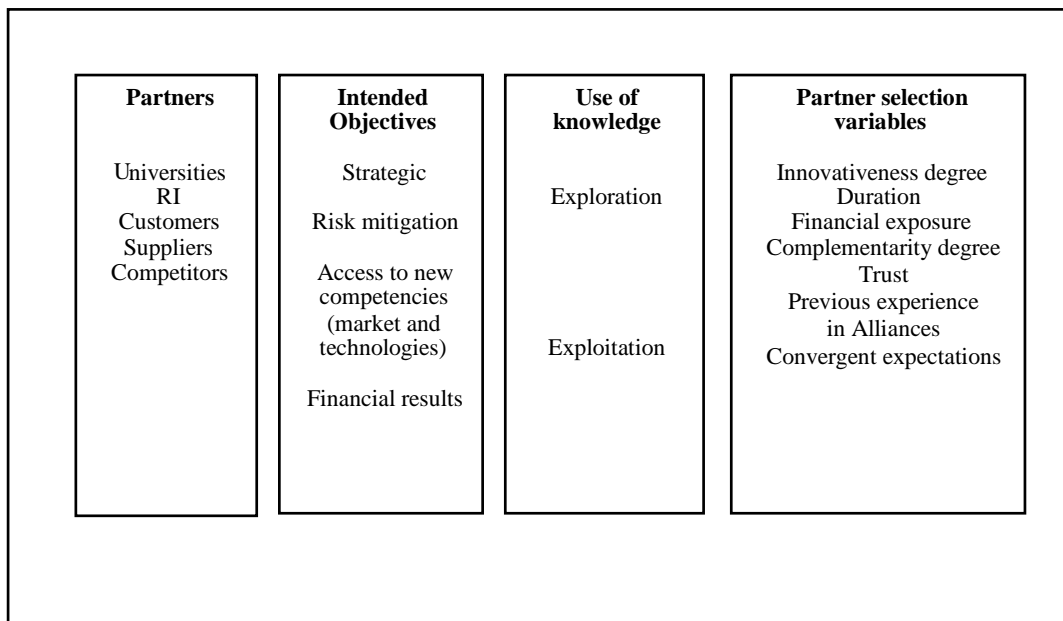 Partners
Universities
RI
Customers
Suppliers
Competitors
Intended
Objectives
Strategic
Risk mitigation
Access to new
competencies
(market and
technologies)
Financial results
Use of
knowledge
Exploration
Exploitation
Partner selection
variables
Innovativeness degree
Duration
Financial exposure
Complementarity degree
Trust
Previous experience
in Alliances
Convergent expectations